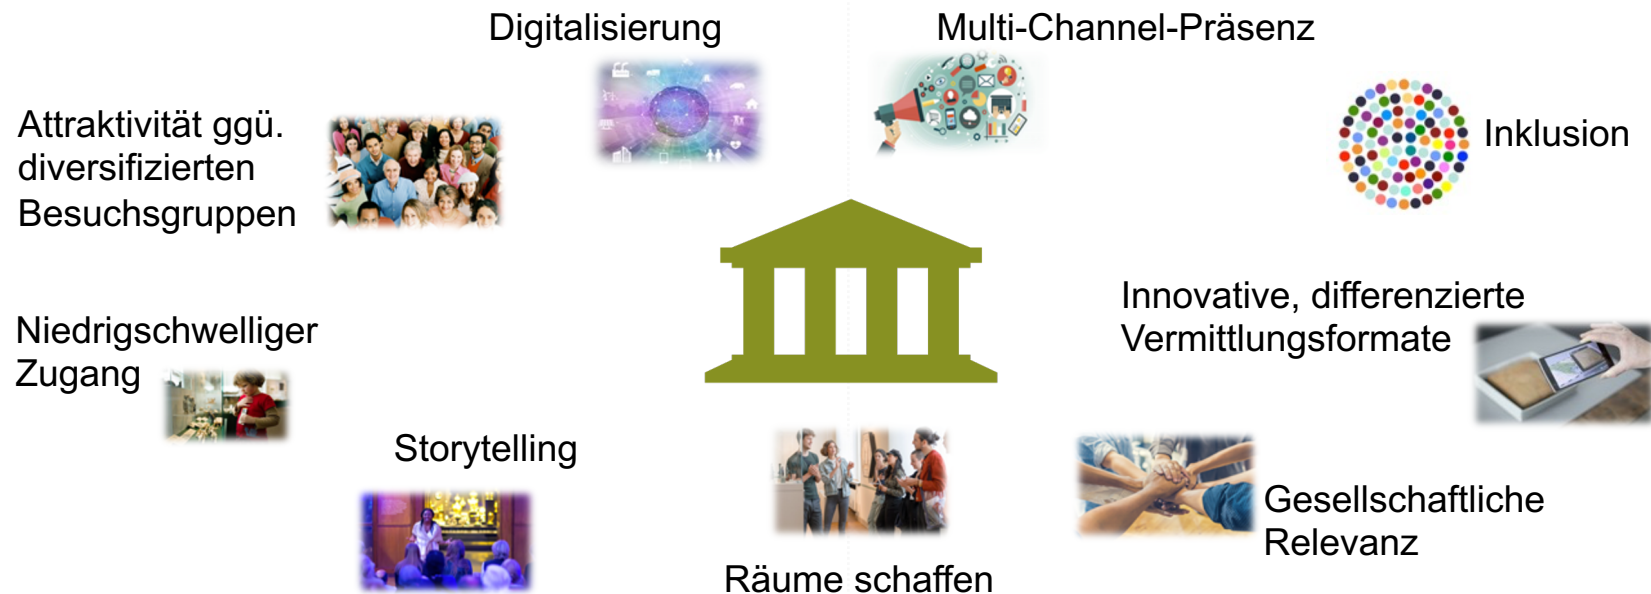 Digitalisierung
Multi-Channel-Präsenz
Attraktivität ggü.
diversifizierten
Besuchsgruppen
Inklusion
Niedrigschwelliger
Zugang
Innovative, differenzierte
Vermittlungsformate
Storytelling
Gesellschaftliche
Relevanz
Räume schaffen